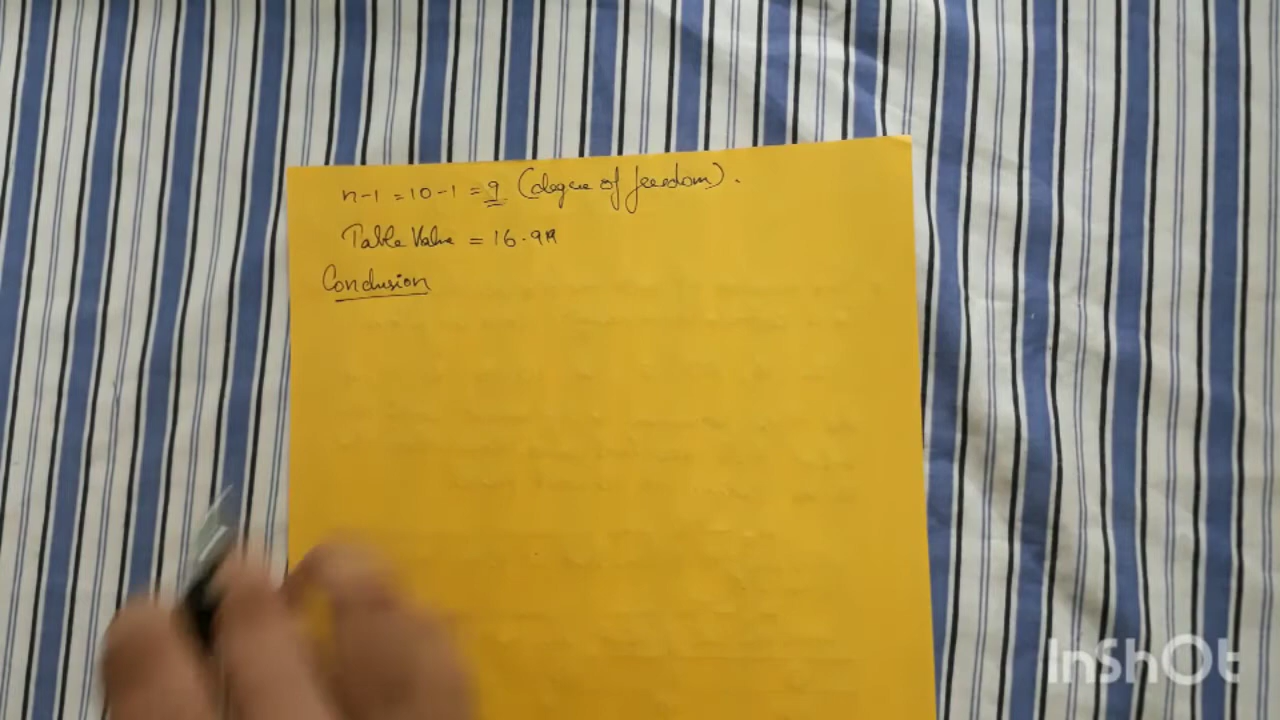 n-1 = 10-1 = 9 (degree of freedom).
Table Value = 16.919
Conclusion
InShOt